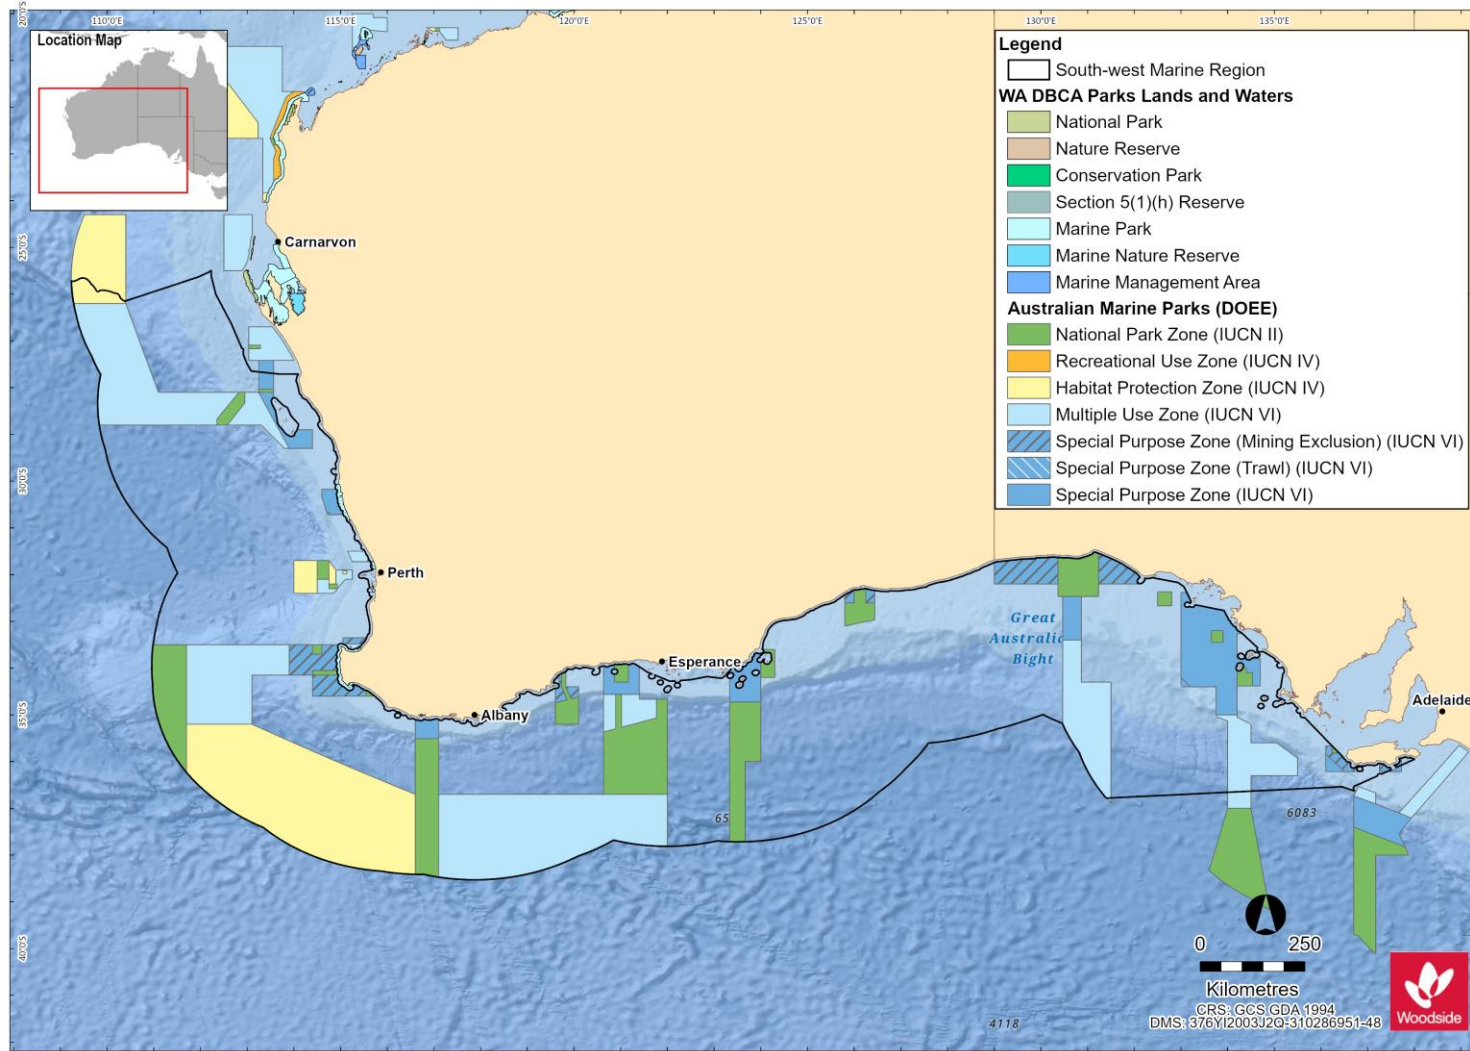 110°0'E
115°0'E
120°0'E
125°0'E
130°0'E
135°0'E
20°0'S
25°0'S
30°0'S
35°0'S
40°0'S
Location Map
Legend
South-west Marine Region
WA DBCA Parks Lands and Waters
National Park
Nature Reserve
Conservation Park
Section 5(1)(h) Reserve
Marine Park
Marine Nature Reserve
Marine Management Area
Australian Marine Parks (DOEE)
National Park Zone (IUCN II)
Recreational Use Zone (IUCN IV)
Habitat Protection Zone (IUCN IV)
Multiple Use Zone (IUCN VI)
Special Purpose Zone (Mining Exclusion) (IUCN VI)
Special Purpose Zone (Trawl) (IUCN VI)
Special Purpose Zone (IUCN VI)
Carnarvon
Perth
Great
Australic
Bight
Esperance
Albany
Adelaide
65
6083
4118
0 250
Kilometres
CRS: GCS GDA 1994
DMS: 376YI2003J2Q-310286951-48
Woodside